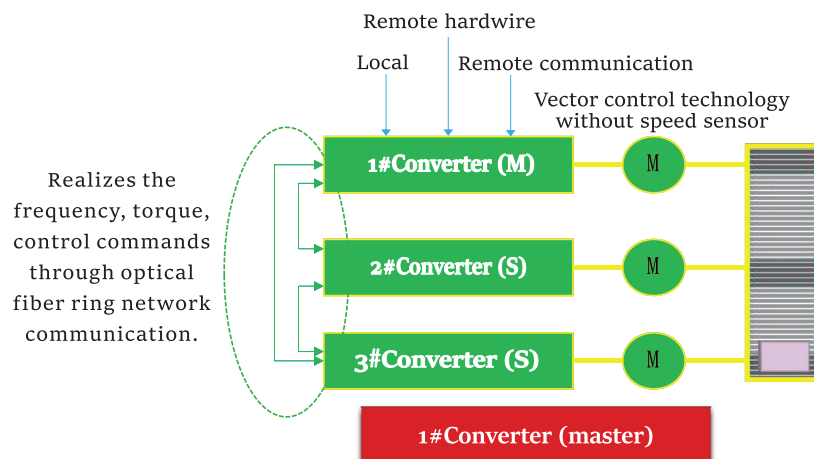 Remote hardwire
Local
Remote communication
Vector control technology
without speed sensor
1#Converter (M)
M
Realizes the
frequency, torque,
control commands
through optical
fiber ring network
communication.
2#Converter (S)
M
3#Converter (S)
M
1#Converter (master)